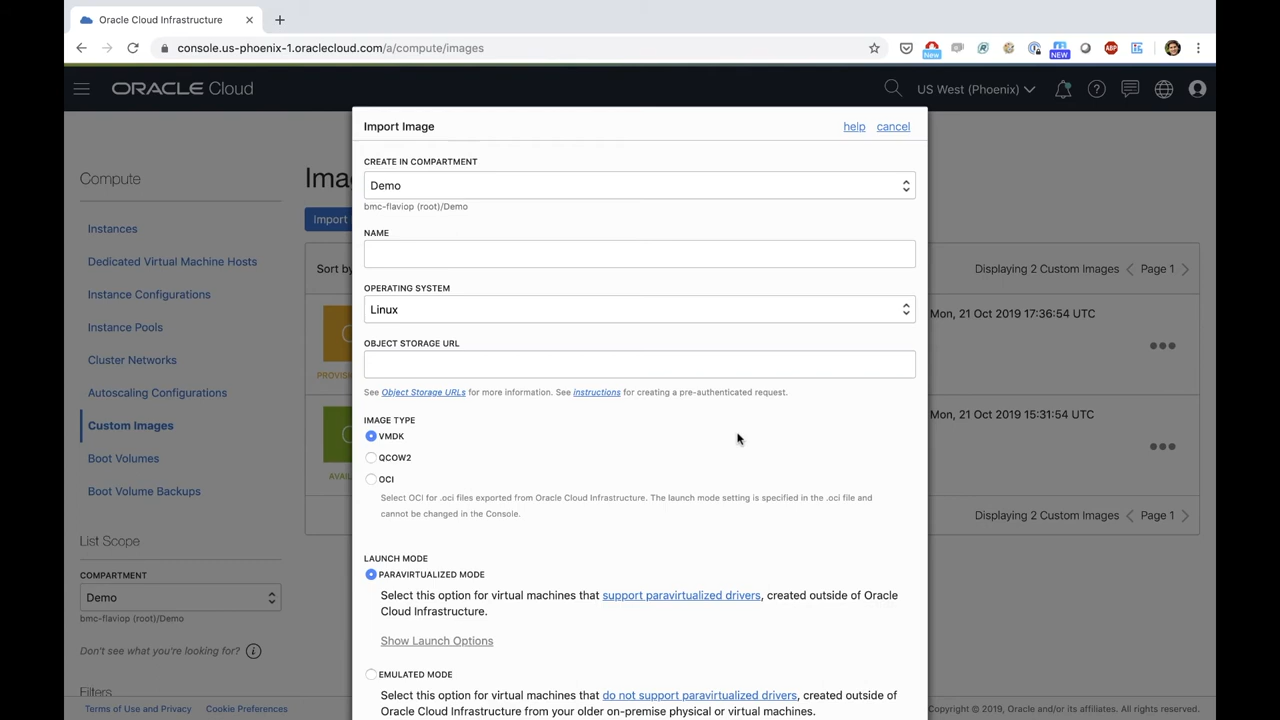 Oracle Cloud Infrastructure
console.us-phoenix-1.oraclecloud.com/a/compute/images
New
NEW
ABP
ORACLE Cloud
US West (Phoenix)
Import Image
help
cancel
CREATE IN COMPARTMENT
Demo
bmc-flaviop (root)/Demo
NAME
OPERATING SYSTEM
Linux
OBJECT STORAGE URL
See Object Storage URLs for more information. See instructions for creating a pre-authenticated request.
IMAGE TYPE
VMDK
QCOW2
OCI
Select OCI for .oci files exported from Oracle Cloud Infrastructure. The launch mode setting is specified in the .oci file and
cannot be changed in the Console.
LAUNCH MODE
PARAVIRTUALIZED MODE
Select this option for virtual machines that support paravirtualized drivers, created outside of Oracle
Cloud Infrastructure.
Show Launch Options
EMULATED MODE
Select this option for virtual machines that do not support paravirtualized drivers, created outside of Oracle
Cloud Infrastructure from your older on-premise physical or virtual machines.
Compute
Instances
Dedicated Virtual Machine Hosts
Instance Configurations
Instance Pools
Cluster Networks
Autoscaling Configurations
Custom Images
Boot Volumes
Boot Volume Backups
List Scope
COMPARTMENT
Demo
bmc-flaviop (root)/Demo
Don't see what you're looking for?
Filters
Ima
Import
Sort by
Displaying 2 Custom Images
Page 1
PROVIS
Mon, 21 Oct 2019 17:36:54 UTC
AVAIL
Mon, 21 Oct 2019 15:31:54 UTC
Displaying 2 Custom Images
Page 1
Terms of Use and Privacy
Cookie Preferences
Copyright © 2019, Oracle and/or its affiliates. All rights reserved.